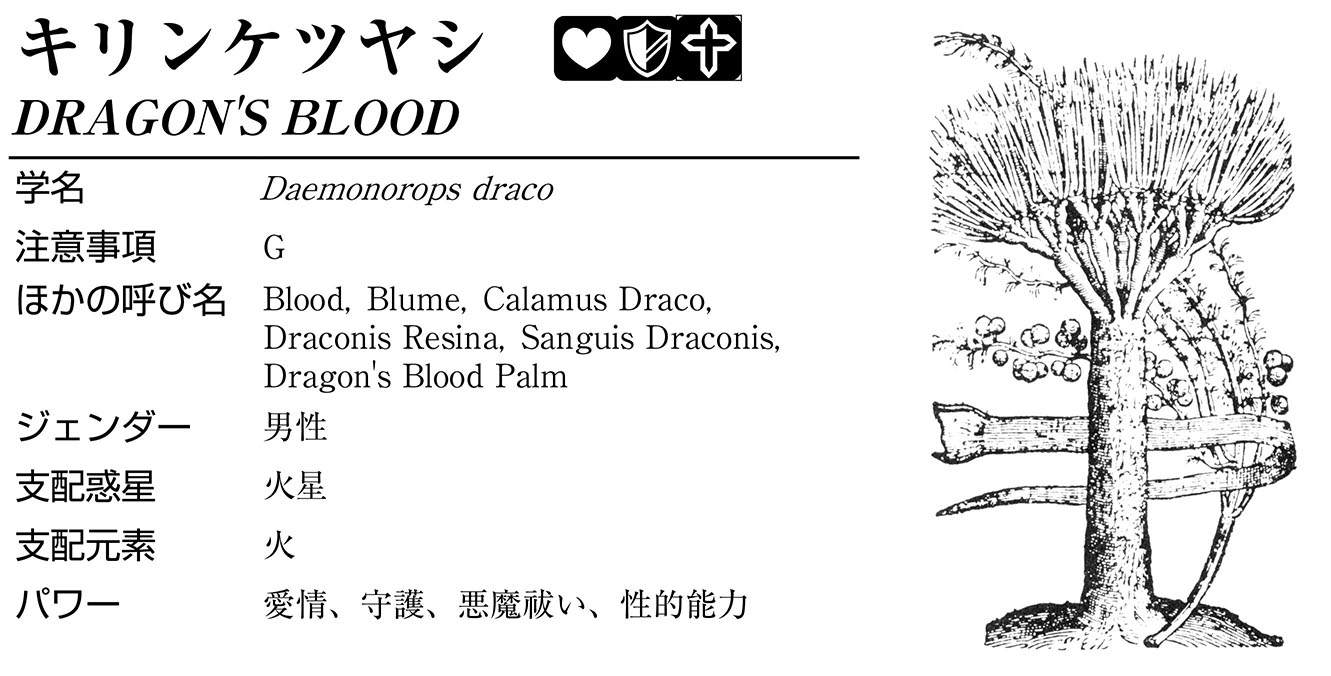 キリンケツヤシ
DRAGON'S BLOOD
学名 Daemonorops draco
注意事項 G
ほかの呼び名 Blood, Blume, Calamus Draco,
Draconis Resina, Sanguis Draconis,
Dragon's Blood Palm
ジェンダー 男性
支配惑星 火星
支配元素 火
パワー 愛情、守護、悪魔祓い、性的能力